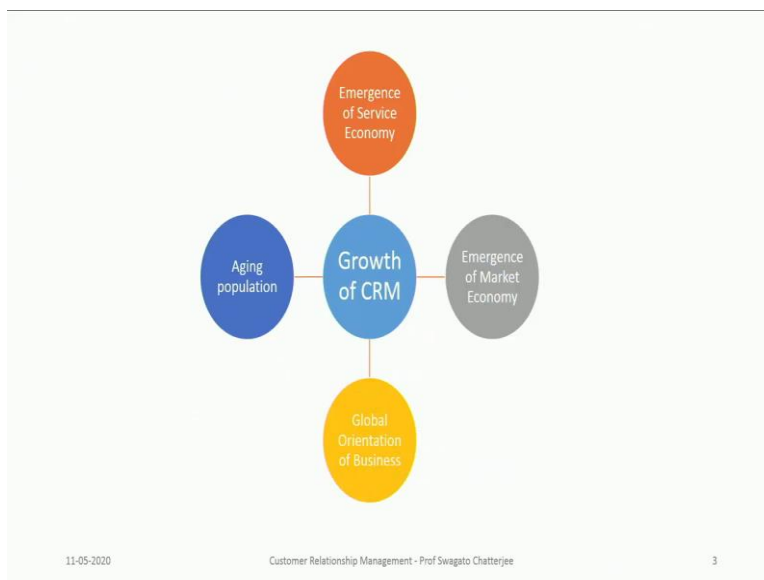 Emergence
of Service
Economy
Aging
population
Growth
of CRM
Emergence
of Market
Economy
Global
Orientation
of Business
11-05-2020
Customer Relationship Management - Prof Swagato Chatterjee
3